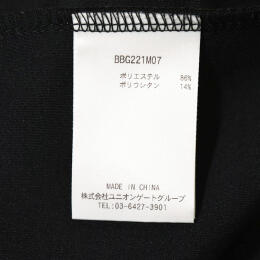 BBG221M07
ポリエステル 86%
ポリウレタン 14%
MADE IN CHINA
株式会社ユニオンゲートグループ
TEL:03-6427-3901